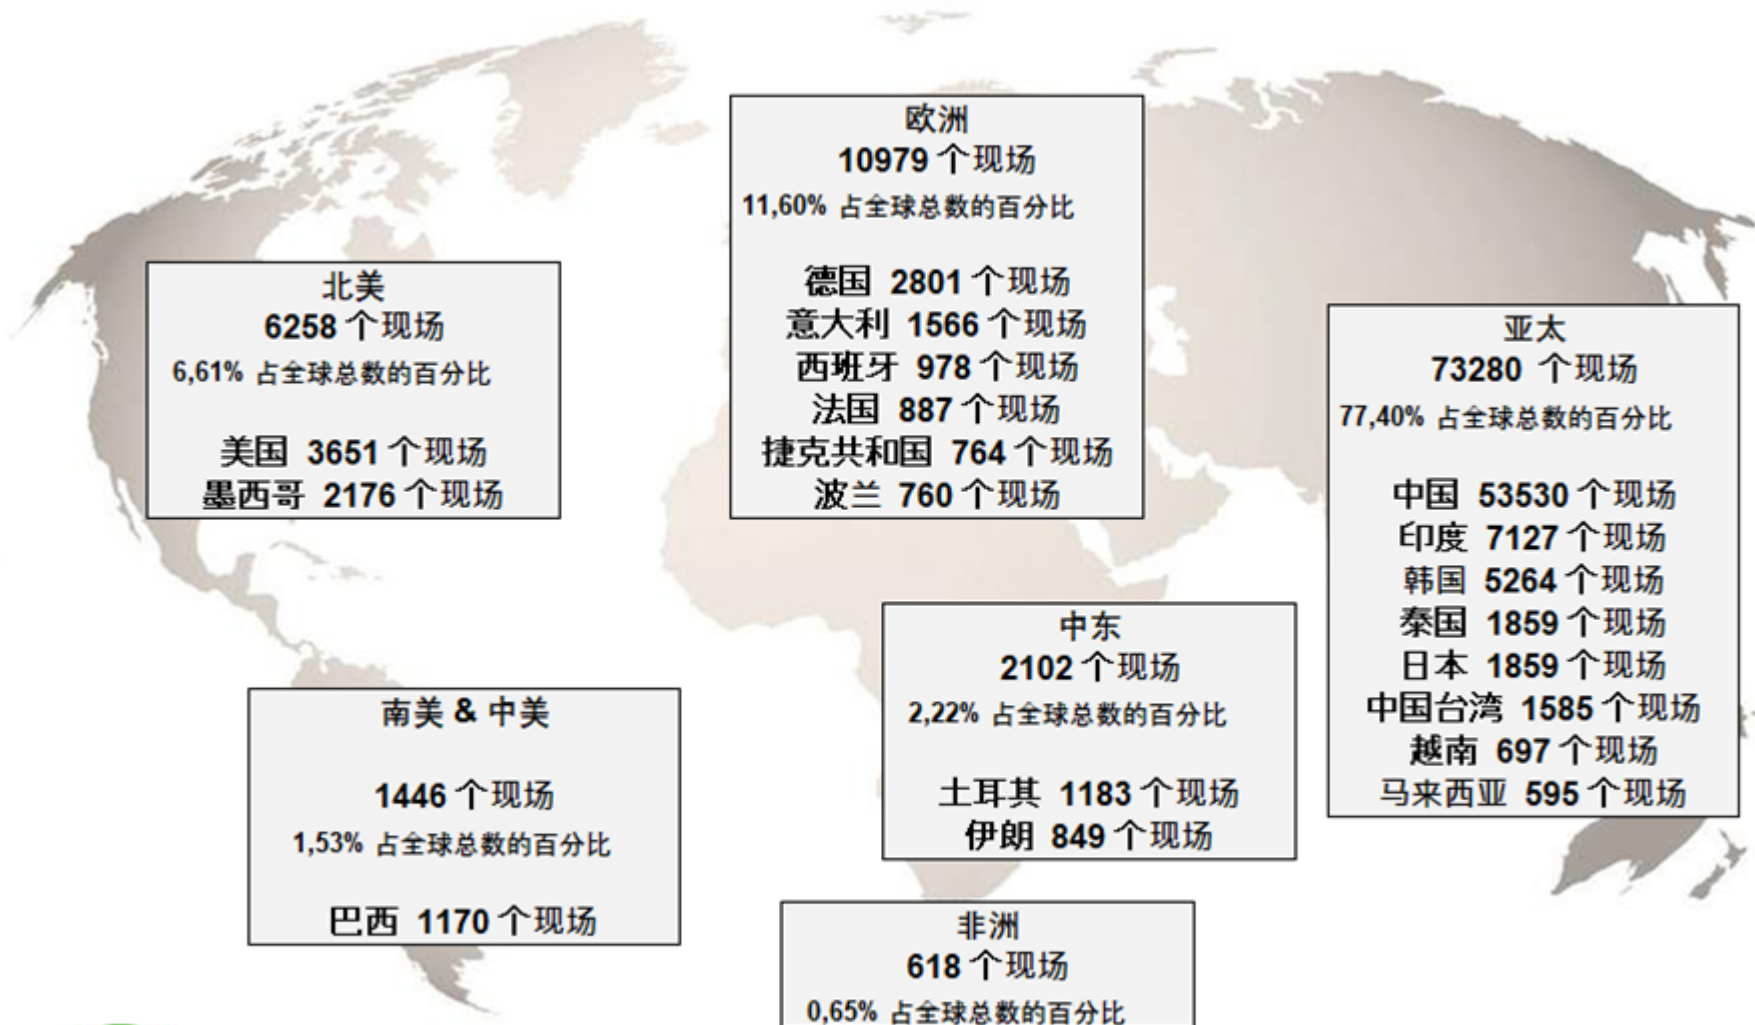 北美
6258 个现场
6,61% 占全球总数的百分比
美国 3651 个现场
墨西哥 2176 个现场
欧洲
10979 个现场
11,60% 占全球总数的百分比
德国 2801 个现场
意大利 1566 个现场
西班牙 978 个现场
法国 887 个现场
捷克共和国 764 个现场
波兰 760 个现场
亚太
73280 个现场
77,40% 占全球总数的百分比
中国 53530 个现场
印度 7127 个现场
韩国 5264 个现场
泰国 1859 个现场
日本 1859 个现场
中国台湾 1585 个现场
越南 697 个现场
马来西亚 595 个现场
中东
2102 个现场
2,22% 占全球总数的百分比
土耳其 1183 个现场
伊朗 849 个现场
南美 & 中美
1446 个现场
1,53% 占全球总数的百分比
巴西 1170 个现场
非洲
618 个现场
0,65% 占全球总数的百分比